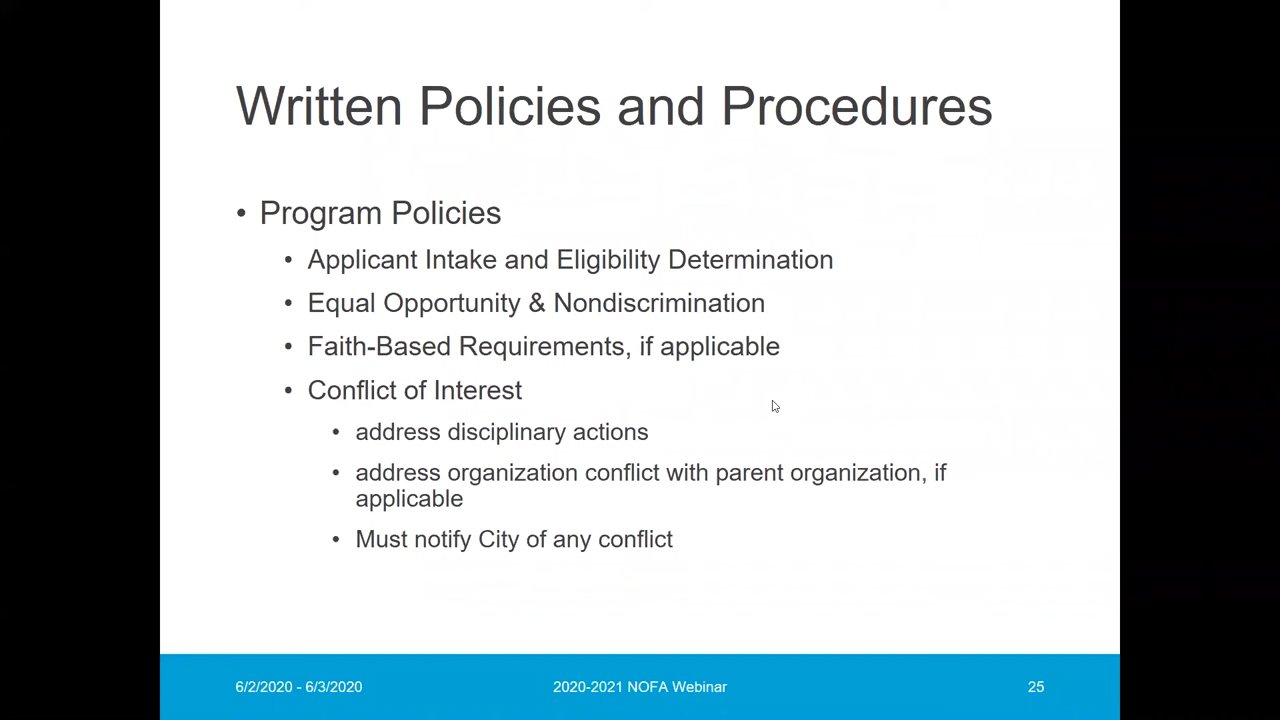 Written Policies and Procedures
• Program Policies
• Applicant Intake and Eligibility Determination
• Equal Opportunity & Nondiscrimination
• Faith-Based Requirements, if applicable
• Conflict of Interest
• address disciplinary actions
• address organization conflict with parent organization, if
applicable
• Must notify City of any conflict
6/2/2020 - 6/3/2020
2020-2021 NOFA Webinar
25